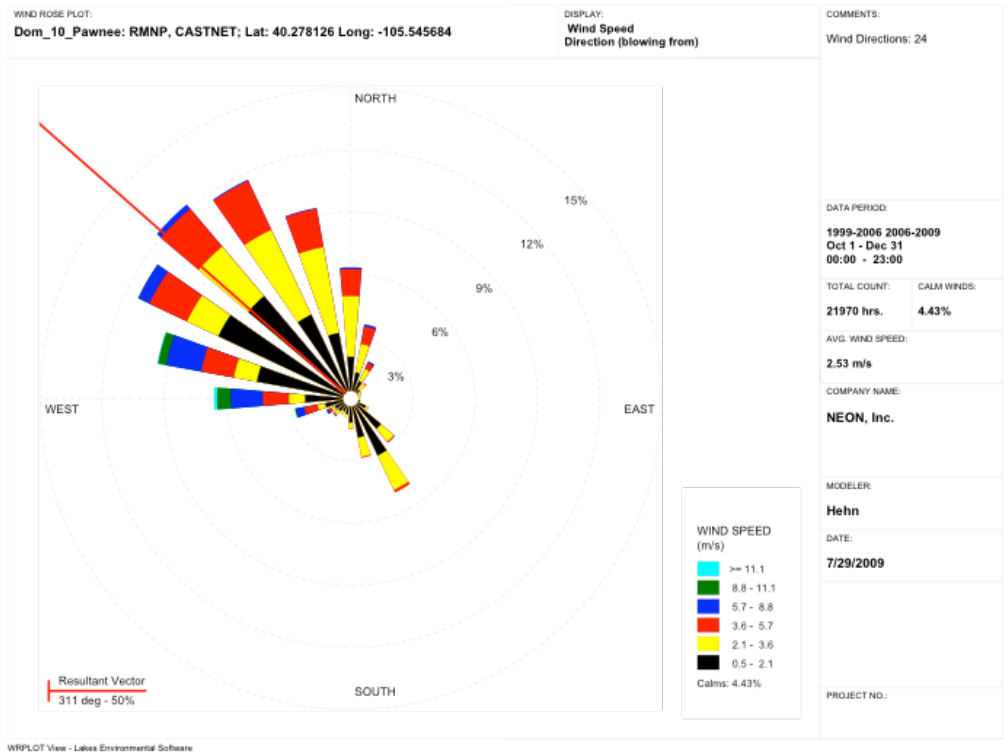 WIND ROSE PLOT:
Dom_10_Pawnee: RMNP, CASTNET; Lat: 40.278126 Long: -105.545684
DISPLAY:
Wind Speed
Direction (blowing from)
COMMENTS:
Wind Directions: 24
NORTH
15%
12%
9%
6%
3%
WEST
EAST
SOUTH
DATA PERIOD:
1999-2006 2006-2009
Oct 1 - Dec 31
00:00 - 23:00
TOTAL COUNT:
21970 hrs.
CALM WINDS:
4.43%
AVG. WIND SPEED:
2.53 m/s
COMPANY NAME:
NEON, Inc.
MODELER:
Hehn
DATE:
7/29/2009
PROJECT NO.:
WIND SPEED
(m/s)
>= 11.1
8.8 - 11.1
5.7 - 8.8
3.6 - 5.7
2.1 - 3.6
0.5 - 2.1
Calms: 4.43%
Resultant Vector
311 deg - 50%
WRPLOT View - Lakes Environmental Software